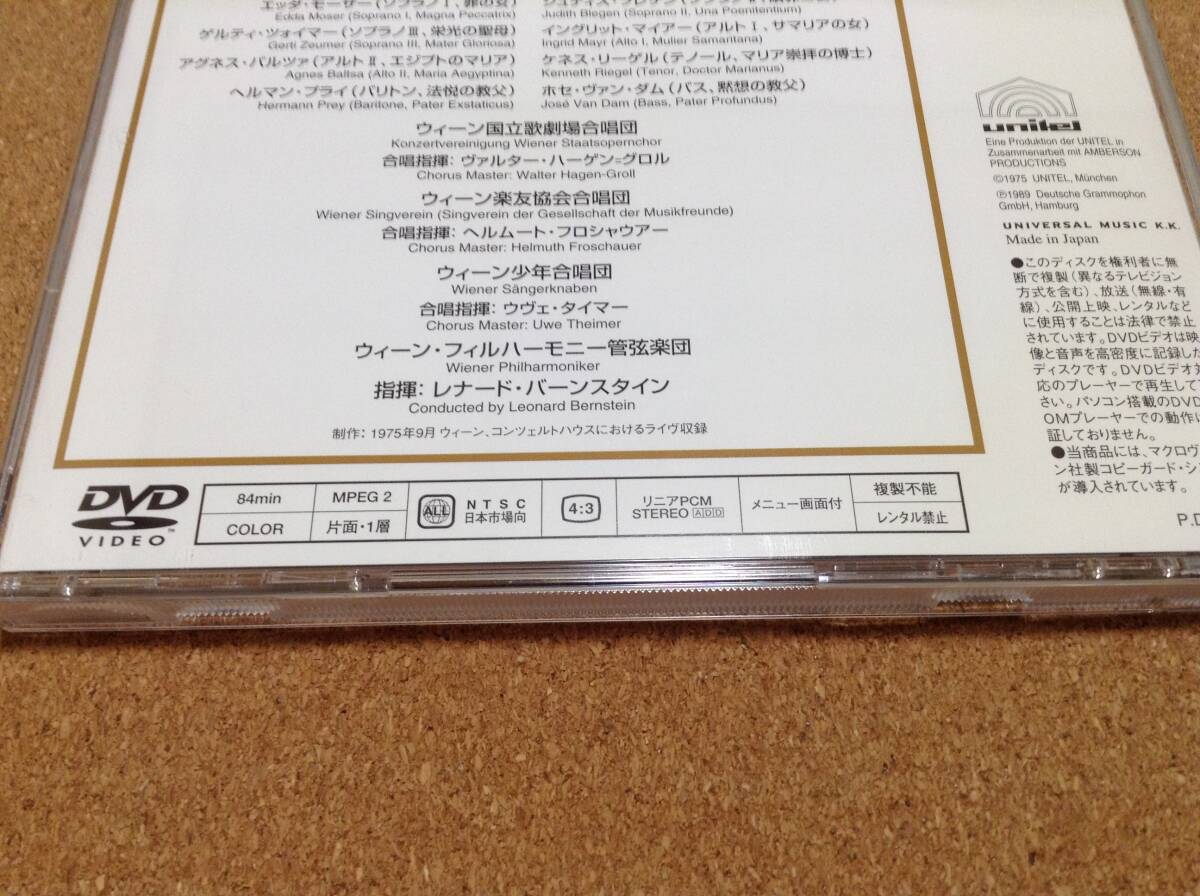 エッダ・モーザー(ソプラノⅠ、罪の女)
Edda Moser (Soprano I, Magna Peccatrix)
Judith Blegen (Soprano II, Una Poenitentium)
ゲルティ・ツォイマー(ソプラノⅢ、栄光の聖母)
Gerti Zeumer (Soprano III, Mater Gloriosa)
イングリット・マイアー(アルトⅠ、サマリアの女)
Ingrid Mayr (Alto I, Mulier Samaritana)
アグネス・バルツァ(アルトⅡ、エジプトのマリア)
Agnes Baltsa (Alto II, Maria Aegyptina)
ケネス・リーゲル(テノール、マリア崇拝の博士)
Kenneth Riegel (Tenor, Doctor Marianus)
ヘルマン・プライ(バリトン、法悦の教父)
Hermann Prey (Baritone, Pater Exstaticus)
ホセ・ヴァン・ダム(バス、黙想の教父)
José Van Dam (Bass, Pater Profundus)
ウィーン国立歌劇場合唱団
Konzertvereinigung Wiener Staatsopernchor
合唱指揮：ヴァルター・ハーゲン=グロル
Chorus Master: Walter Hagen-Groll
ウィーン楽友協会合唱団
Wiener Singverein (Singverein der Gesellschaft der Musikfreunde)
合唱指揮：ヘルムート・フロシャウアー
Chorus Master: Helmuth Froschauer
ウィーン少年合唱団
Wiener Sängerknaben
合唱指揮：ウヴェ・タイマー
Chorus Master: Uwe Theimer
ウィーン・フィルハーモニー管弦楽団
Wiener Philharmoniker
指揮：レナード・バーンスタイン
Conducted by Leonard Bernstein
制作：1975年9月 ウィーン、コンツェルトハウスにおけるライヴ収録
unitel
Eine Produktion der UNITEL in
Zusammenarbeit mit AMBERSON
PRODUCTIONS
©1975 UNITEL, München
℗1989 Deutsche Grammophon
GmbH, Hamburg
UNIVERSAL MUSIC K.K.
Made in Japan
●このディスクを権利者に無
断で複製(異なるテレビジョン
方式を含む)、放送(無線・有
線)、公開上映、レンタルなど
に使用することは法律で禁止
されています。DVDビデオは映
像と音声を高密度に記録した
ディスクです。DVDビデオ対
応のプレーヤーで再生して
さい。パソコン搭載のDVD
OMプレーヤーでの動作は
証しておりません。
●当商品には、マクロヴ
ン社製コピーガード・シ
が導入されています。
P.D
DVD
VIDEO
™
84min
COLOR
MPEG 2
片面・1層
ALL
NTSC
日本市場向
4:3
リニアPCM
STEREO ADD
メニュー画面付
複製不能
レンタル禁止